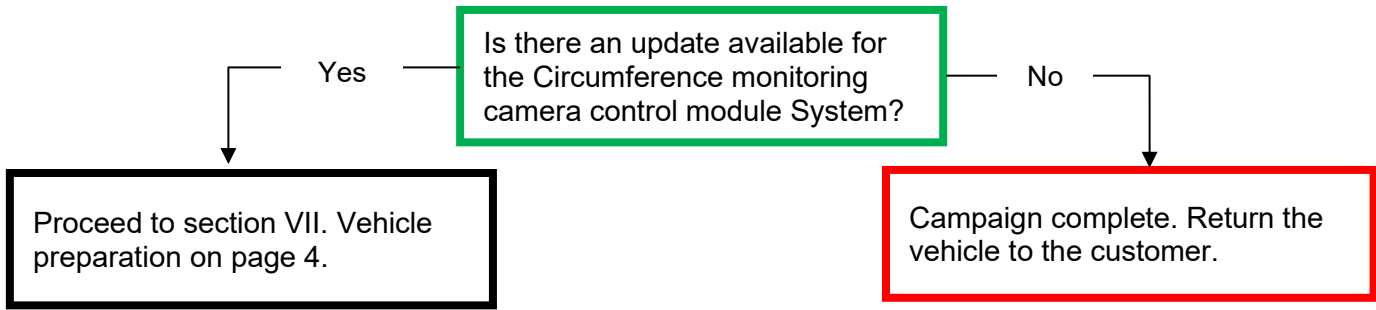 Is there an update available for
the Circumference monitoring
camera control module System?
Yes
No
Proceed to section VII. Vehicle
preparation on page 4.
Campaign complete. Return the
vehicle to the customer.